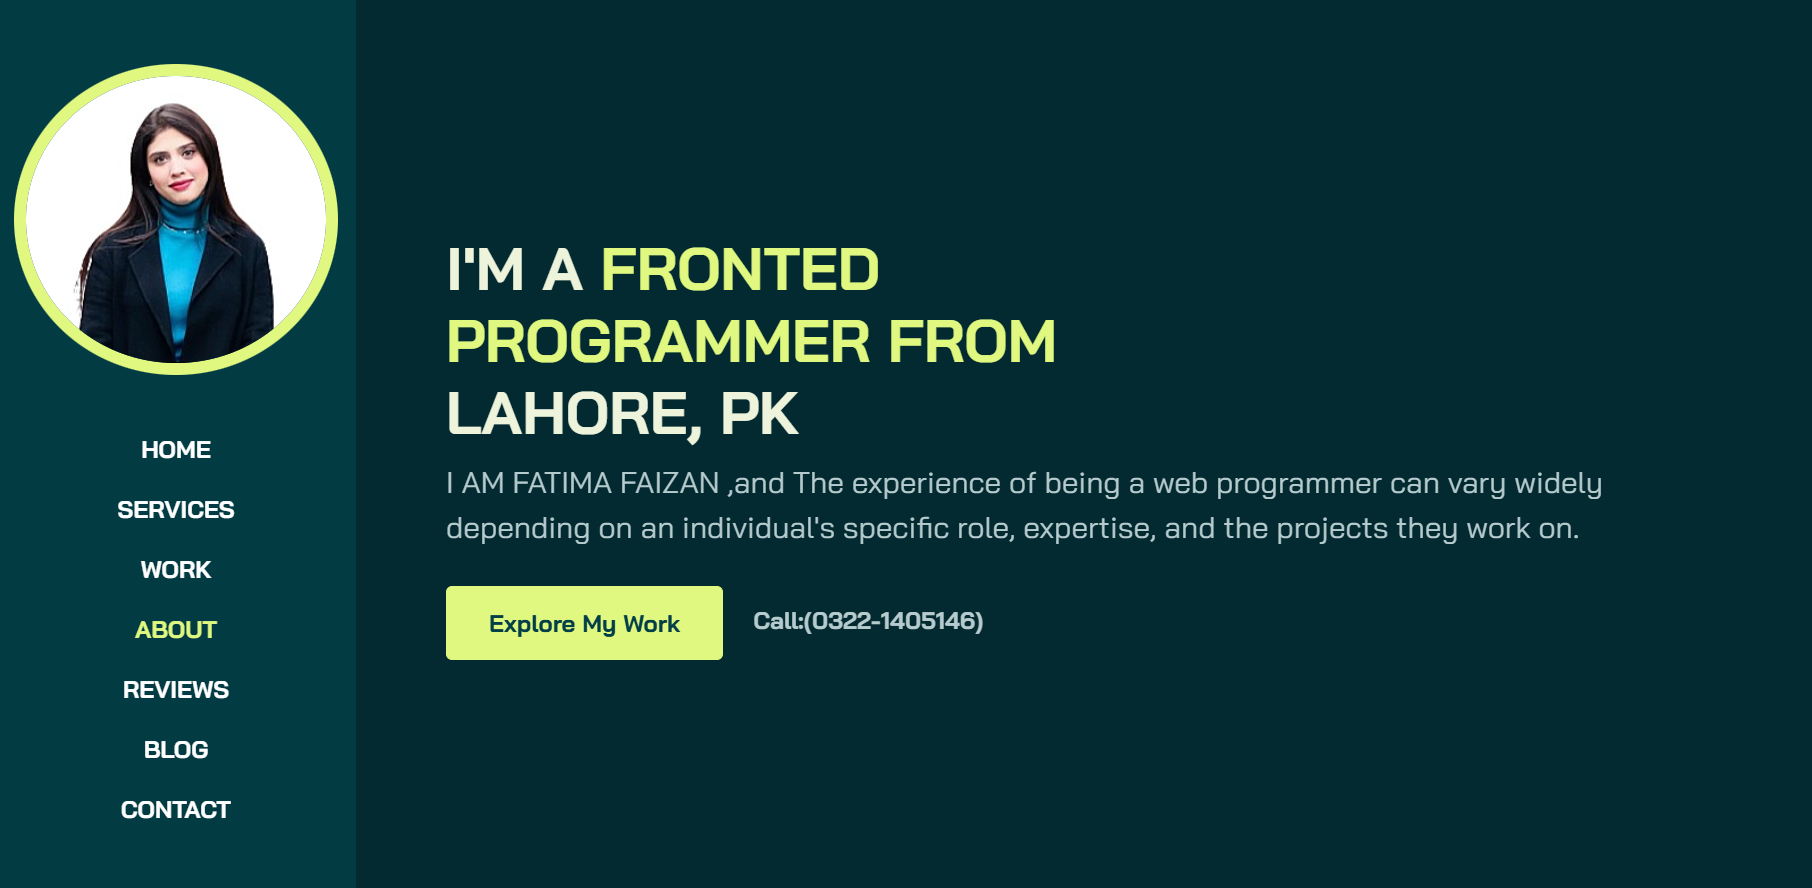 HOME
SERVICES
WORK
ABOUT
REVIEWS
BLOG
CONTACT
I'M A FRONTED
PROGRAMMER FROM
LAHORE, PK
I AM FATIMA FAIZAN ,and The experience of being a web programmer can vary widely
depending on an individual's specific role, expertise, and the projects they work on.
Explore My Work
Call:(0322-1405146)